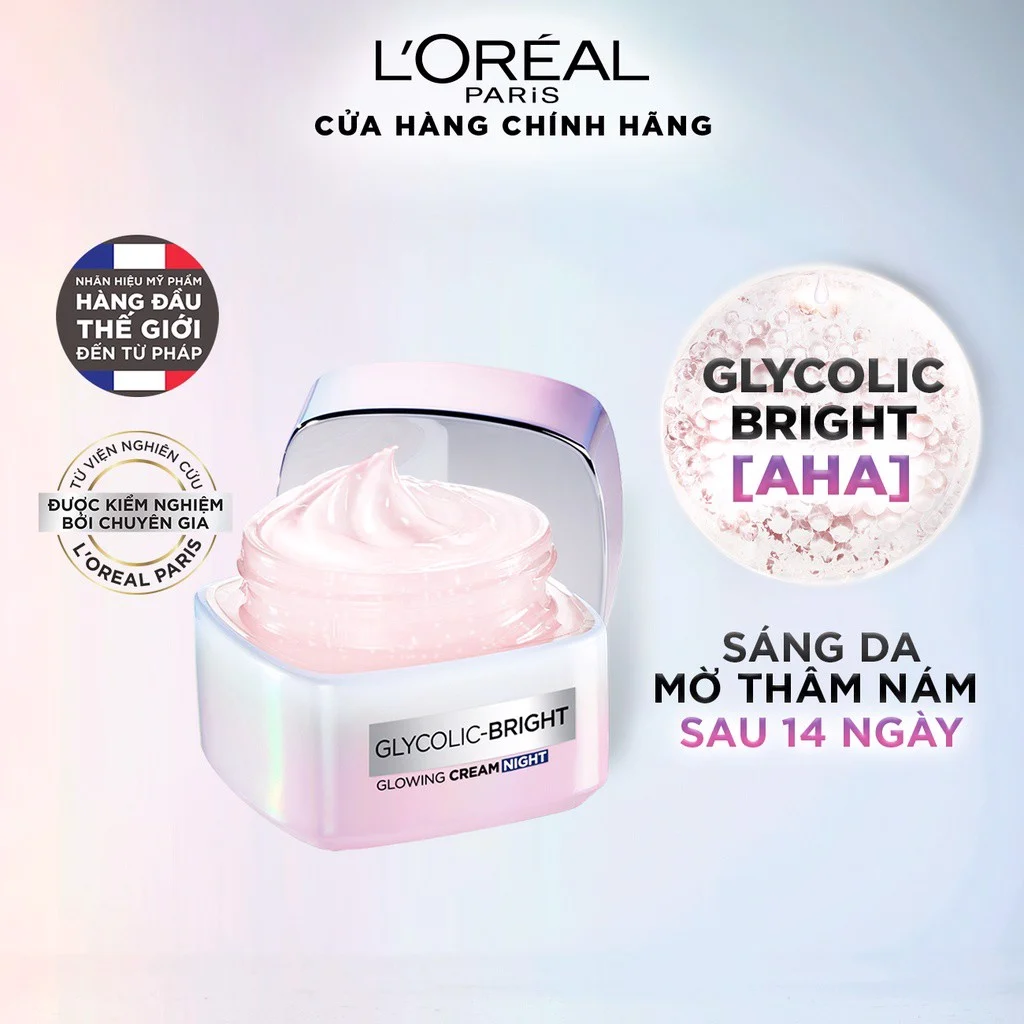 L'ORÉAL
PARiS
CỬA HÀNG CHÍNH HÃNG
NHÃN HIỆU MỸ PHẨM
HÀNG ĐẦU
THẾ GIỚI
ĐẾN TỪ PHÁP
TỪ VIỆN NGHIÊN CỨU
ĐƯỢC KIỂM NGHIỆM
BỞI CHUYÊN GIA
L'OREAL PARIS
GLYCOLIC
BRIGHT
[AHA]
SÁNG DA
MỜ THÂM NÁM
SAU 14 NGÀY
GLYCOLIC-BRIGHT
GLOWING CREAM NIGHT